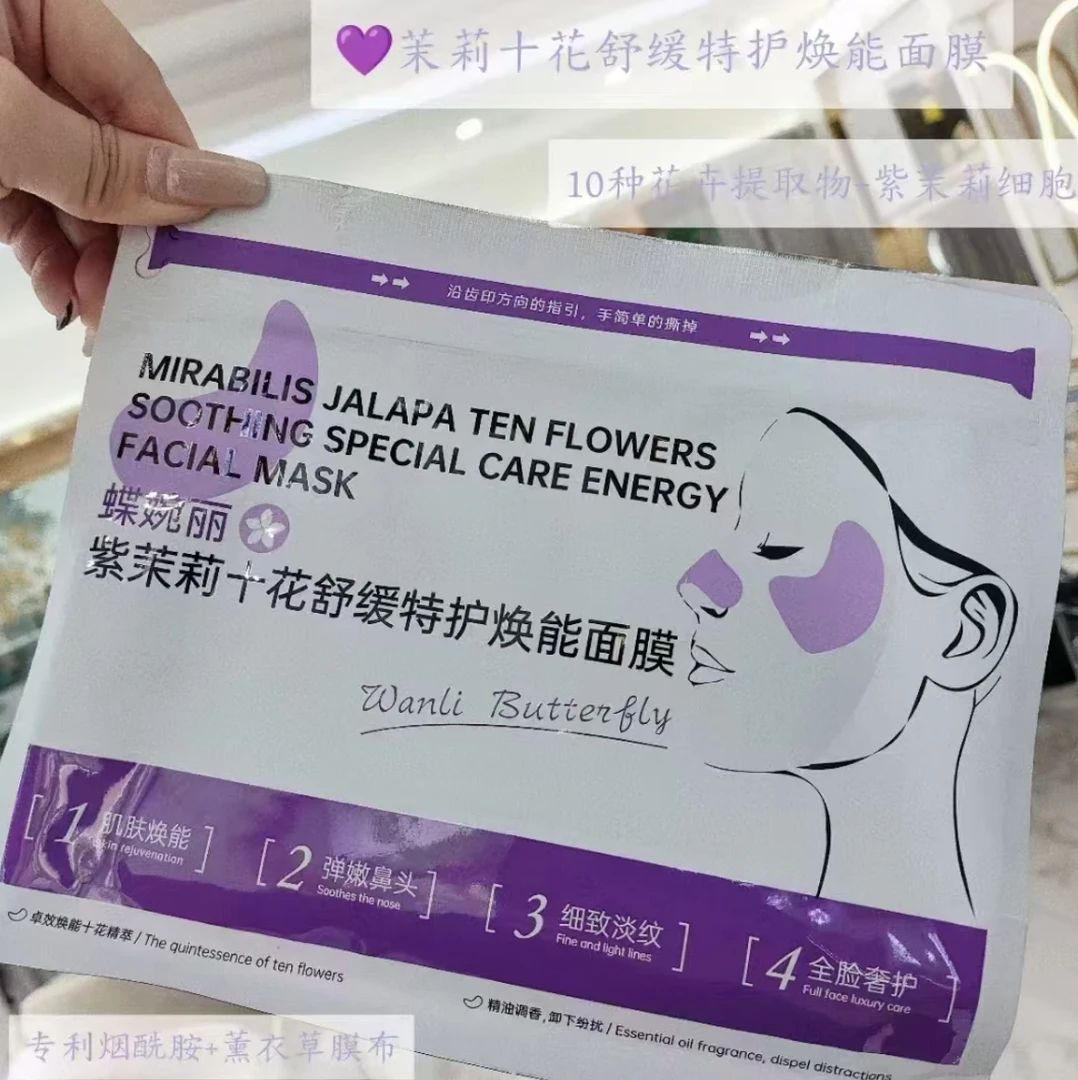 💜茉莉十花舒缓特护焕能面膜
10种花卉提取物+紫茉莉细胞
沿齿印方向的指引，手简单的撕掉
MIRABILIS JALAPA TEN FLOWERS
SOOTHING SPECIAL CARE ENERGY
FACIAL MASK
蝶婉丽
紫茉莉十花舒缓特护焕能面膜
Wanli Butterfly
[1 肌肤焕能]
Skin rejuvenation
[2 弹嫩鼻头]
Soothes the nose
[3 细致淡纹]
Fine and light lines
[4 全脸奢护]
Full face luxury care
卓效焕能十花精萃 / The quintessence of ten flowers
精油调香,卸下纷扰 / Essential oil fragrance, dispel distractions
专利烟酰胺+薰衣草膜布